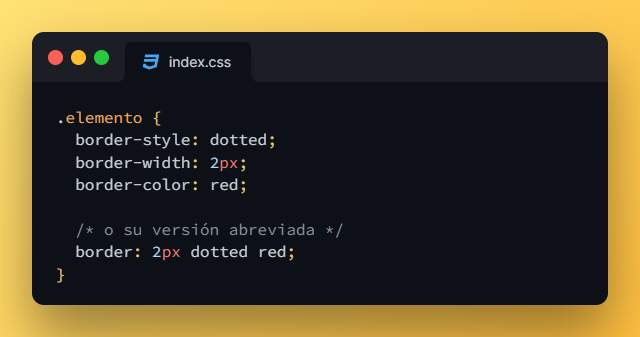 index.css
.elemento {
  border-style: dotted;
  border-width: 2px;
  border-color: red;
  /* o su versión abreviada */
  border: 2px dotted red;
}